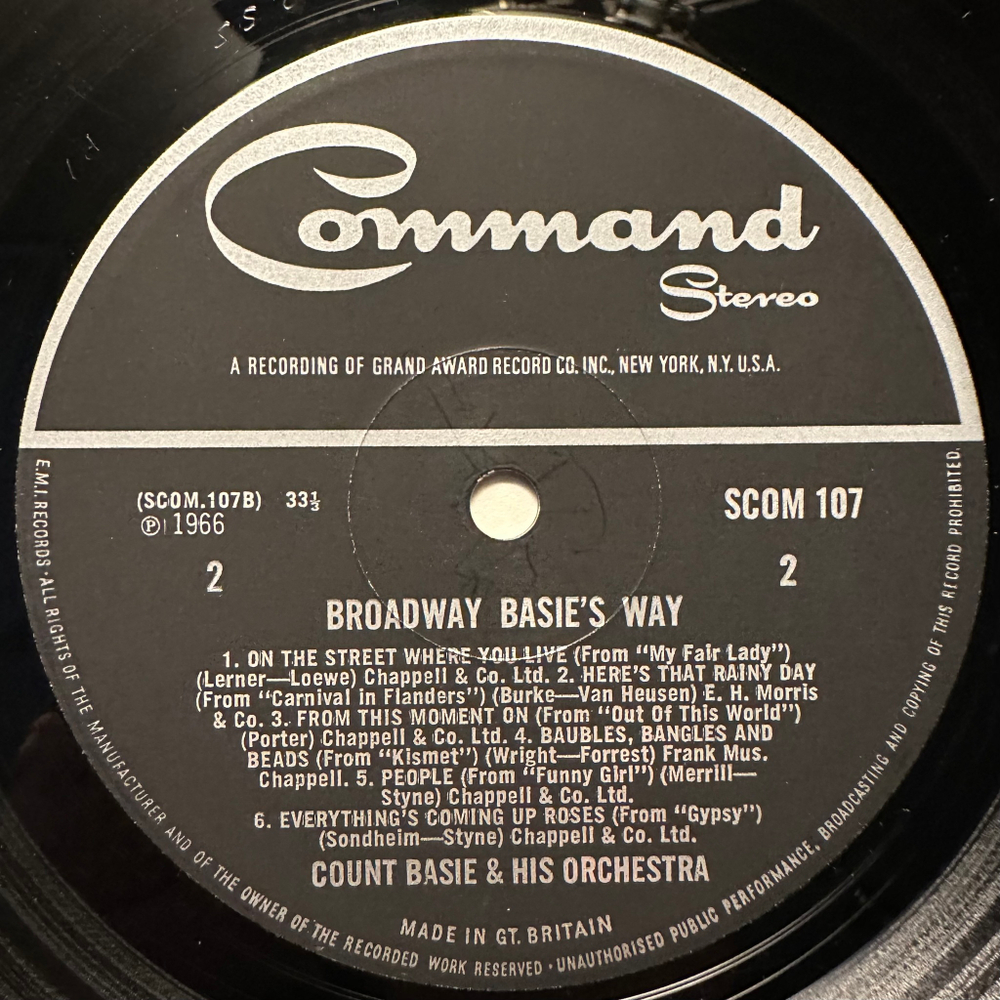 Command
Stereo
A RECORDING OF GRAND AWARD RECORD CO. INC., NEW YORK, N.Y. U.S.A.
(SCOM.107B) 33⅓
SCOM 107
Ⓟ 1966
2
2
BROADWAY BASIE'S WAY
1. ON THE STREET WHERE YOU LIVE (From "My Fair Lady")
(Lerner—Loewe) Chappell & Co. Ltd. 2. HERE'S THAT RAINY DAY
(From "Carnival in Flanders") (Burke—Van Heusen) E. H. Morris
& Co. 3. FROM THIS MOMENT ON (From "Out Of This World")
(Porter) Chappell & Co. Ltd. 4. BAUBLES, BANGLES AND
BEADS (From "Kismet") (Wright—Forrest) Frank Mus.
Chappell. 5. PEOPLE (From "Funny Girl") (Merrill—
Styne) Chappell & Co. Ltd.
6. EVERYTHING'S COMING UP ROSES (From "Gypsy")
(Sondheim—Styne) Chappell & Co. Ltd.
COUNT BASIE & HIS ORCHESTRA
MADE IN GT. BRITAIN
E.M.I. RECORDS · ALL RIGHTS OF THE MANUFACTURER AND OF THE OWNER OF THE RECORDED WORK RESERVED · UNAUTHORISED PUBLIC PERFORMANCE, BROADCASTING AND COPYING OF THIS RECORD PROHIBITED.